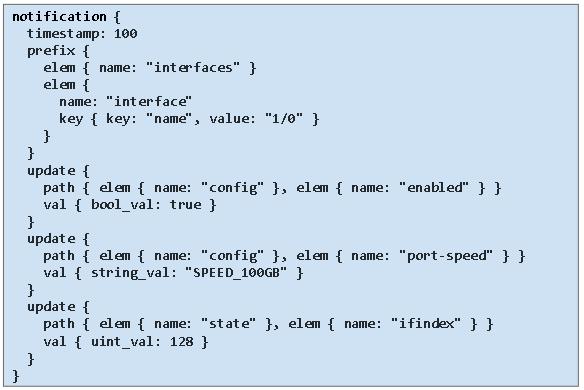 notification {
  timestamp: 100
  prefix {
    elem { name: "interfaces" }
    elem {
      name: "interface"
      key { key: "name", value: "1/0" }
    }
  }
  update {
    path { elem { name: "config" }, elem { name: "enabled" } }
    val { bool_val: true }
  }
  update {
    path { elem { name: "config" }, elem { name: "port-speed" } }
    val { string_val: "SPEED_100GB" }
  }
  update {
    path { elem { name: "state" }, elem { name: "ifindex" } }
    val { uint_val: 128 }
  }
}